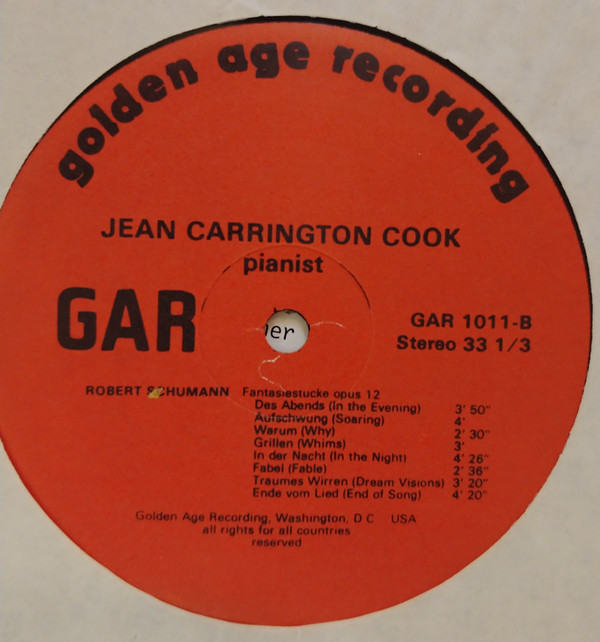 golden age recording
JEAN CARRINGTON COOK
pianist
GAR
GAR 1011-B
Stereo 33 1/3
er
ROBERT SCHUMANN Fantasiestucke opus 12
Des Abends (In the Evening) 3' 50"
Aufschwung (Soaring) 4'
Warum (Why) 2' 30"
Grillen (Whims) 3'
In der Nacht (In the Night) 4' 26"
Fabel (Fable) 2' 36"
Traumes Wirren (Dream Visions) 3' 20"
Ende vom Lied (End of Song) 4' 20"
Golden Age Recording, Washington, D C USA
all rights for all countries
reserved